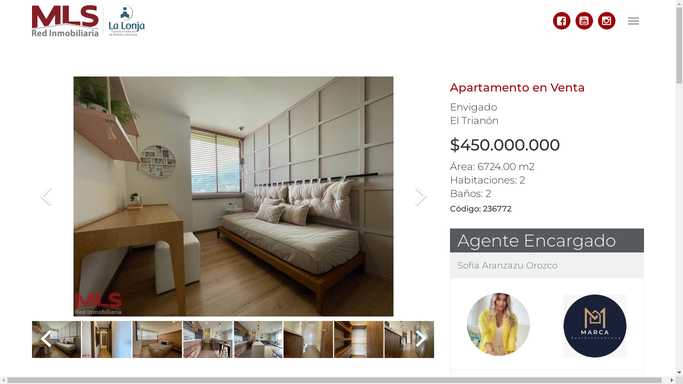 MLS
Red Inmobiliaria
La Lonja
Apartamento en Venta
Envigado
El Trianón
$450.000.000
Área: 6724.00 m2
Habitaciones: 2
Baños: 2
Código: 236772
Agente Encargado
Sofía Aranzazu Orozco
MLS
Red Inmobiliaria
MARCA